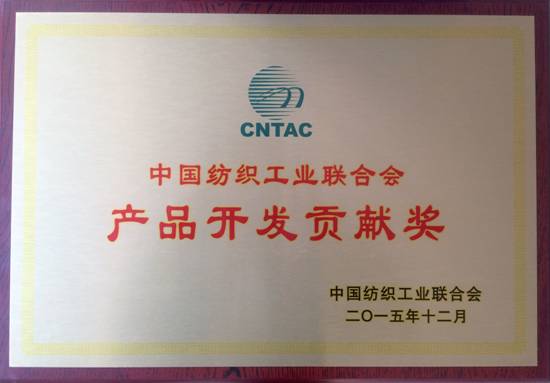 CNTAC
中国纺织工业联合会
产品开发贡献奖
中国纺织工业联合会
二〇一五年十二月